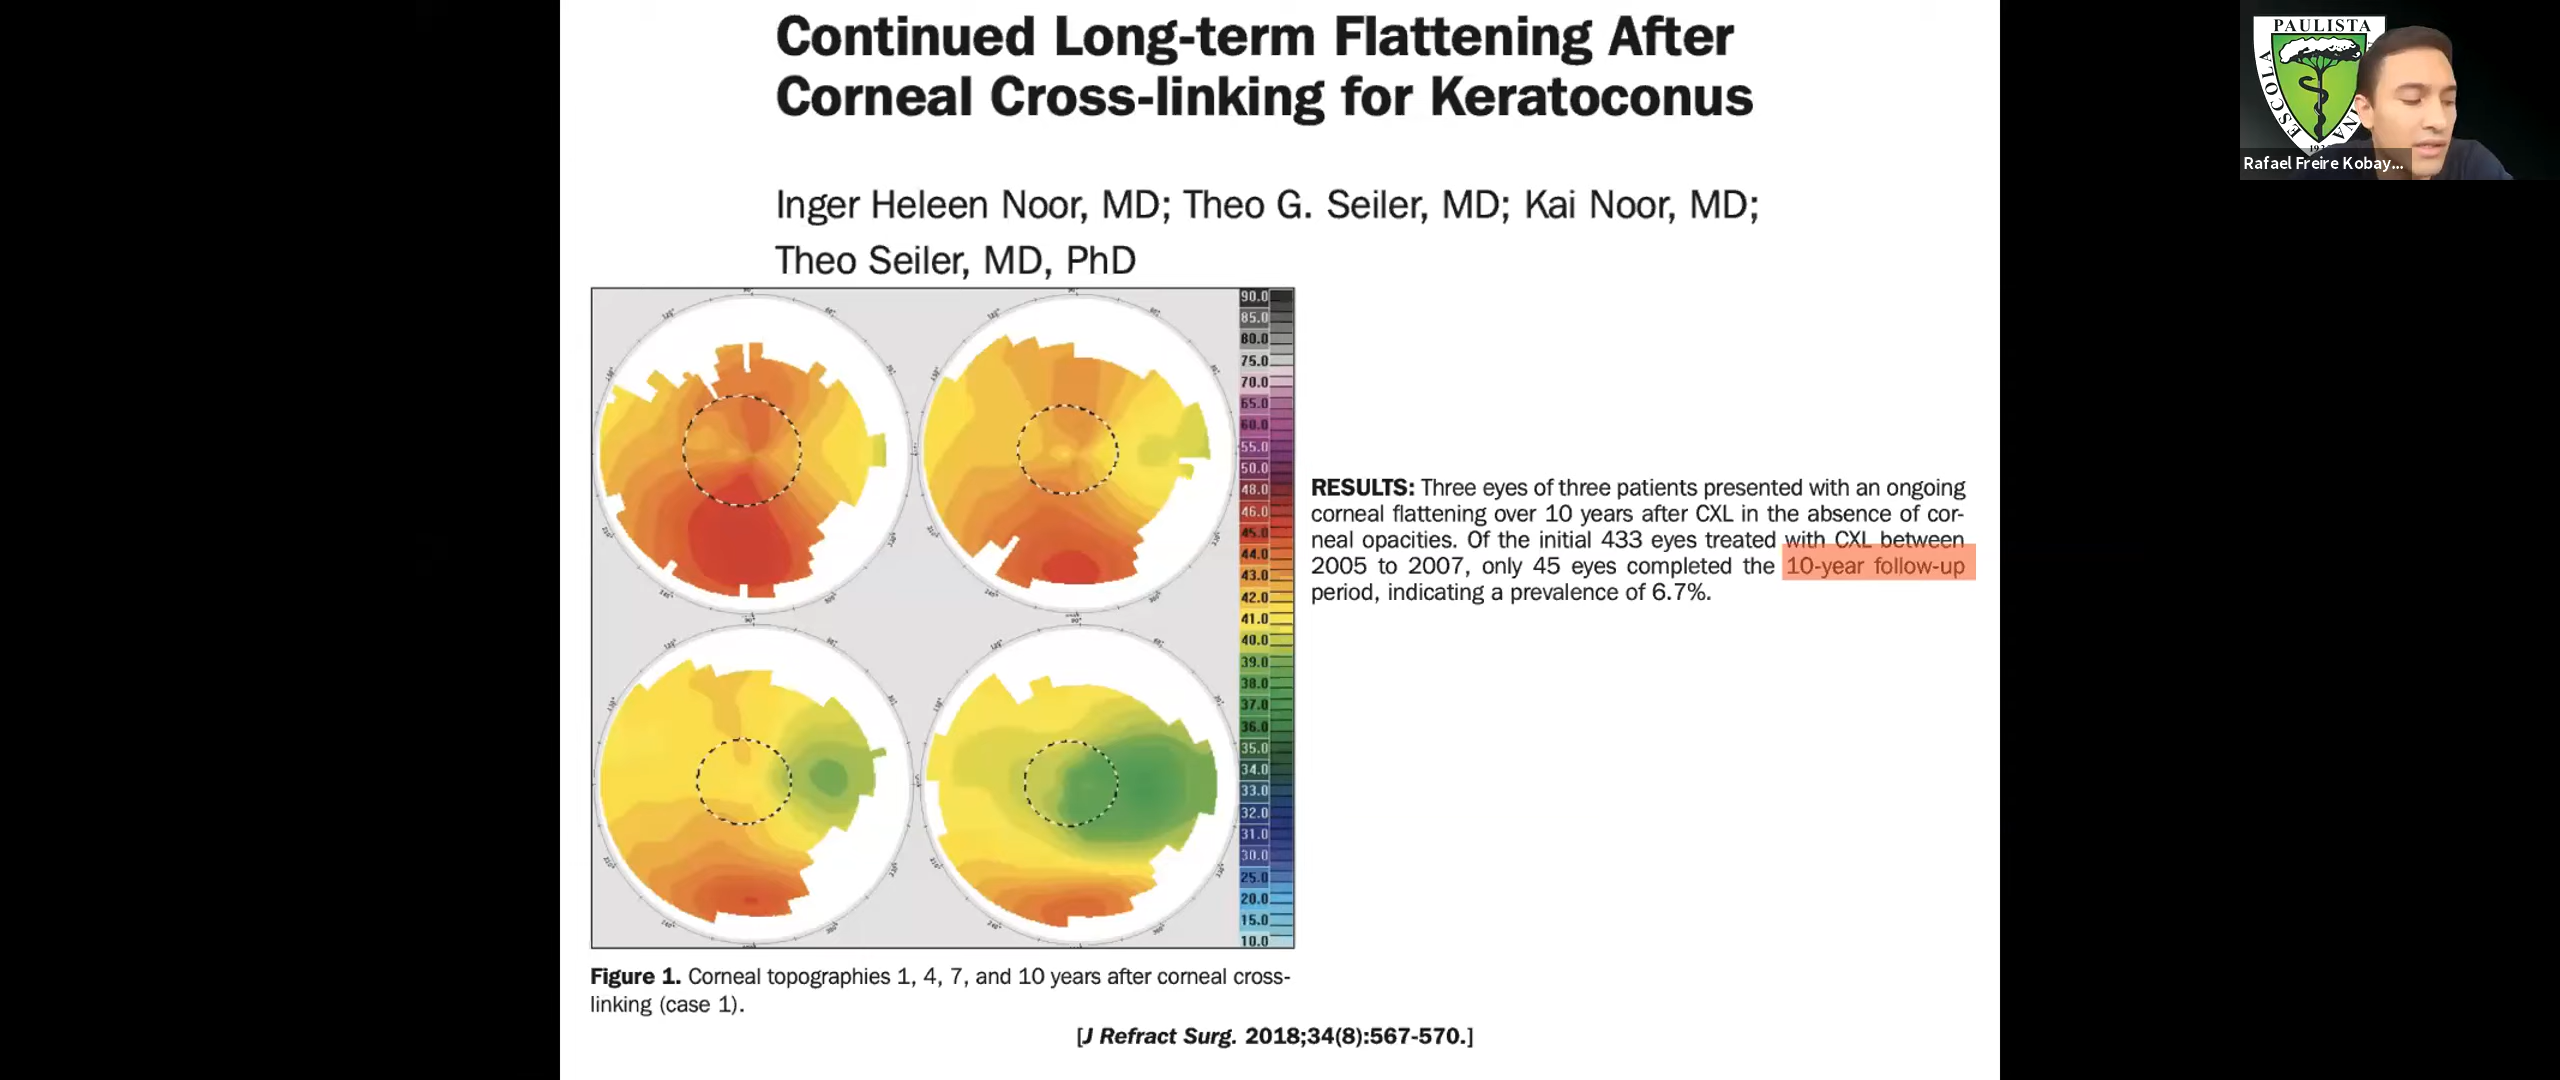 Continued Long-term Flattening After
Corneal Cross-linking for Keratoconus
Inger Heleen Noor, MD; Theo G. Seiler, MD; Kai Noor, MD;
Theo Seiler, MD, PhD
90.0
85.0
80.0
75.0
70.0
65.0
60.0
55.0
50.0
48.0
46.0
45.0
44.0
43.0
42.0
41.0
40.0
39.0
38.0
37.0
36.0
35.0
34.0
33.0
32.0
31.0
30.0
25.0
20.0
15.0
10.0
RESULTS: Three eyes of three patients presented with an ongoing
corneal flattening over 10 years after CXL in the absence of cor-
neal opacities. Of the initial 433 eyes treated with CXL between
2005 to 2007, only 45 eyes completed the 10-year follow-up
period, indicating a prevalence of 6.7%.
Figure 1. Corneal topographies 1, 4, 7, and 10 years after corneal cross-
linking (case 1).
[J Refract Surg. 2018;34(8):567-570.]
PAULISTA
ESCOLA
Rafael Freire Kobay...